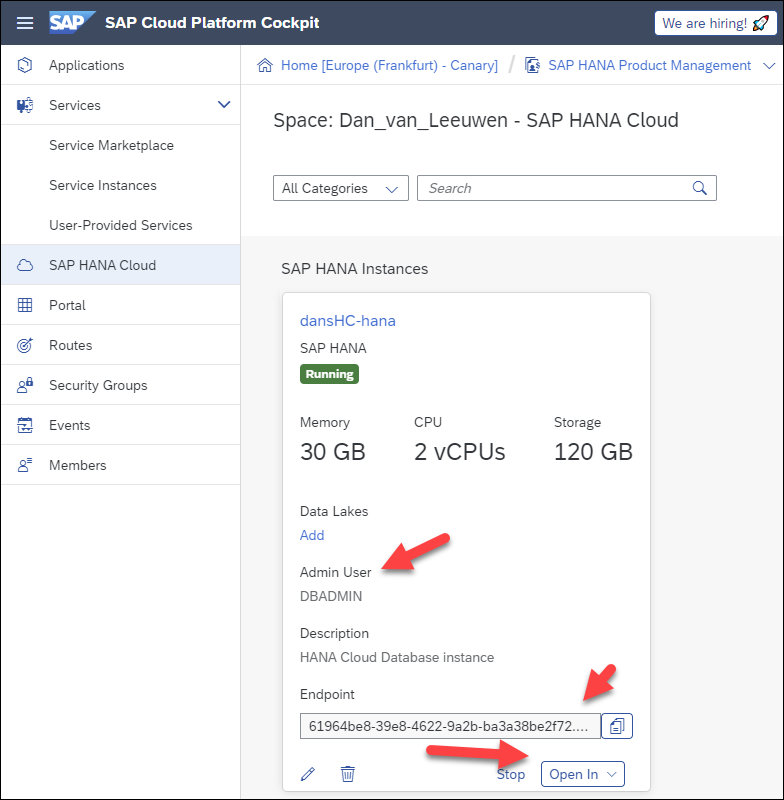 SAP SAP Cloud Platform Cockpit We are hiring!
Applications
Services
Service Marketplace
Service Instances
User-Provided Services
SAP HANA Cloud
Portal
Routes
Security Groups
Events
Members
Home [Europe (Frankfurt) - Canary] / SAP HANA Product Management
Space: Dan_van_Leeuwen - SAP HANA Cloud
All Categories Search
SAP HANA Instances
dansHC-hana
SAP HANA
Running
Memory CPU Storage
30 GB 2 vCPUs 120 GB
Data Lakes
Add
Admin User
DBADMIN
Description
HANA Cloud Database instance
Endpoint
61964be8-39e8-4622-9a2b-ba3a38be2f72....
Stop Open In